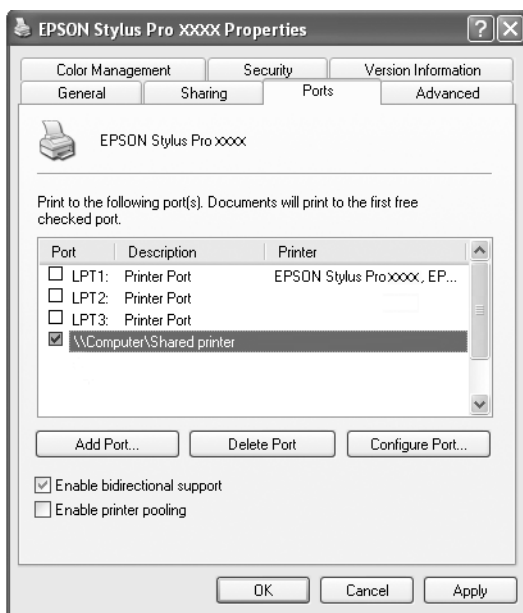 EPSON Stylus Pro XXXX Properties
Color Management Security Version Information
General Sharing Ports Advanced
EPSON Stylus Pro xxxx
Print to the following port(s). Documents will print to the first free
checked port.
Port Description Printer
LPT1: Printer Port EPSON Stylus Pro xxxx, EP...
LPT2: Printer Port
LPT3: Printer Port
\\Computer\Shared printer
Add Port... Delete Port Configure Port...
Enable bidirectional support
Enable printer pooling
OK Cancel Apply